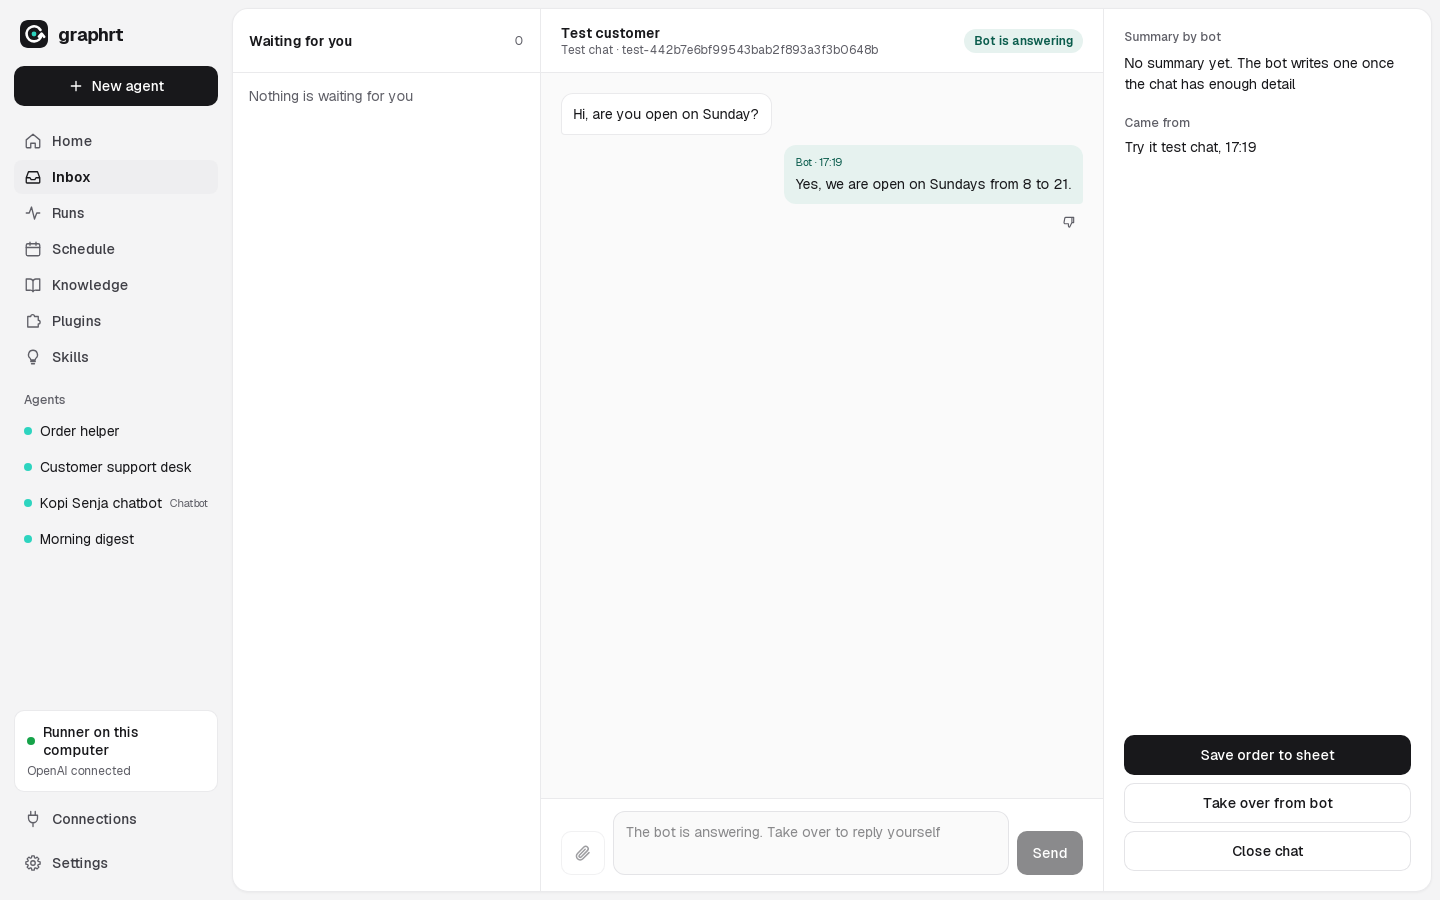 graphrt
New agent
Home
Inbox
Runs
Schedule
Knowledge
Plugins
Skills
Agents
Order helper
Customer support desk
Kopi Senja chatbot Chatbot
Morning digest
Runner on this
computer
OpenAI connected
Connections
Settings
Waiting for you 0
Nothing is waiting for you
Test customer
Test chat · test-442b7e6bf99543bab2f893a3f3b0648b
Bot is answering
Hi, are you open on Sunday?
Bot · 17:19
Yes, we are open on Sundays from 8 to 21.
The bot is answering. Take over to reply yourself
Send
Summary by bot
No summary yet. The bot writes one once
the chat has enough detail
Came from
Try it test chat, 17:19
Save order to sheet
Take over from bot
Close chat